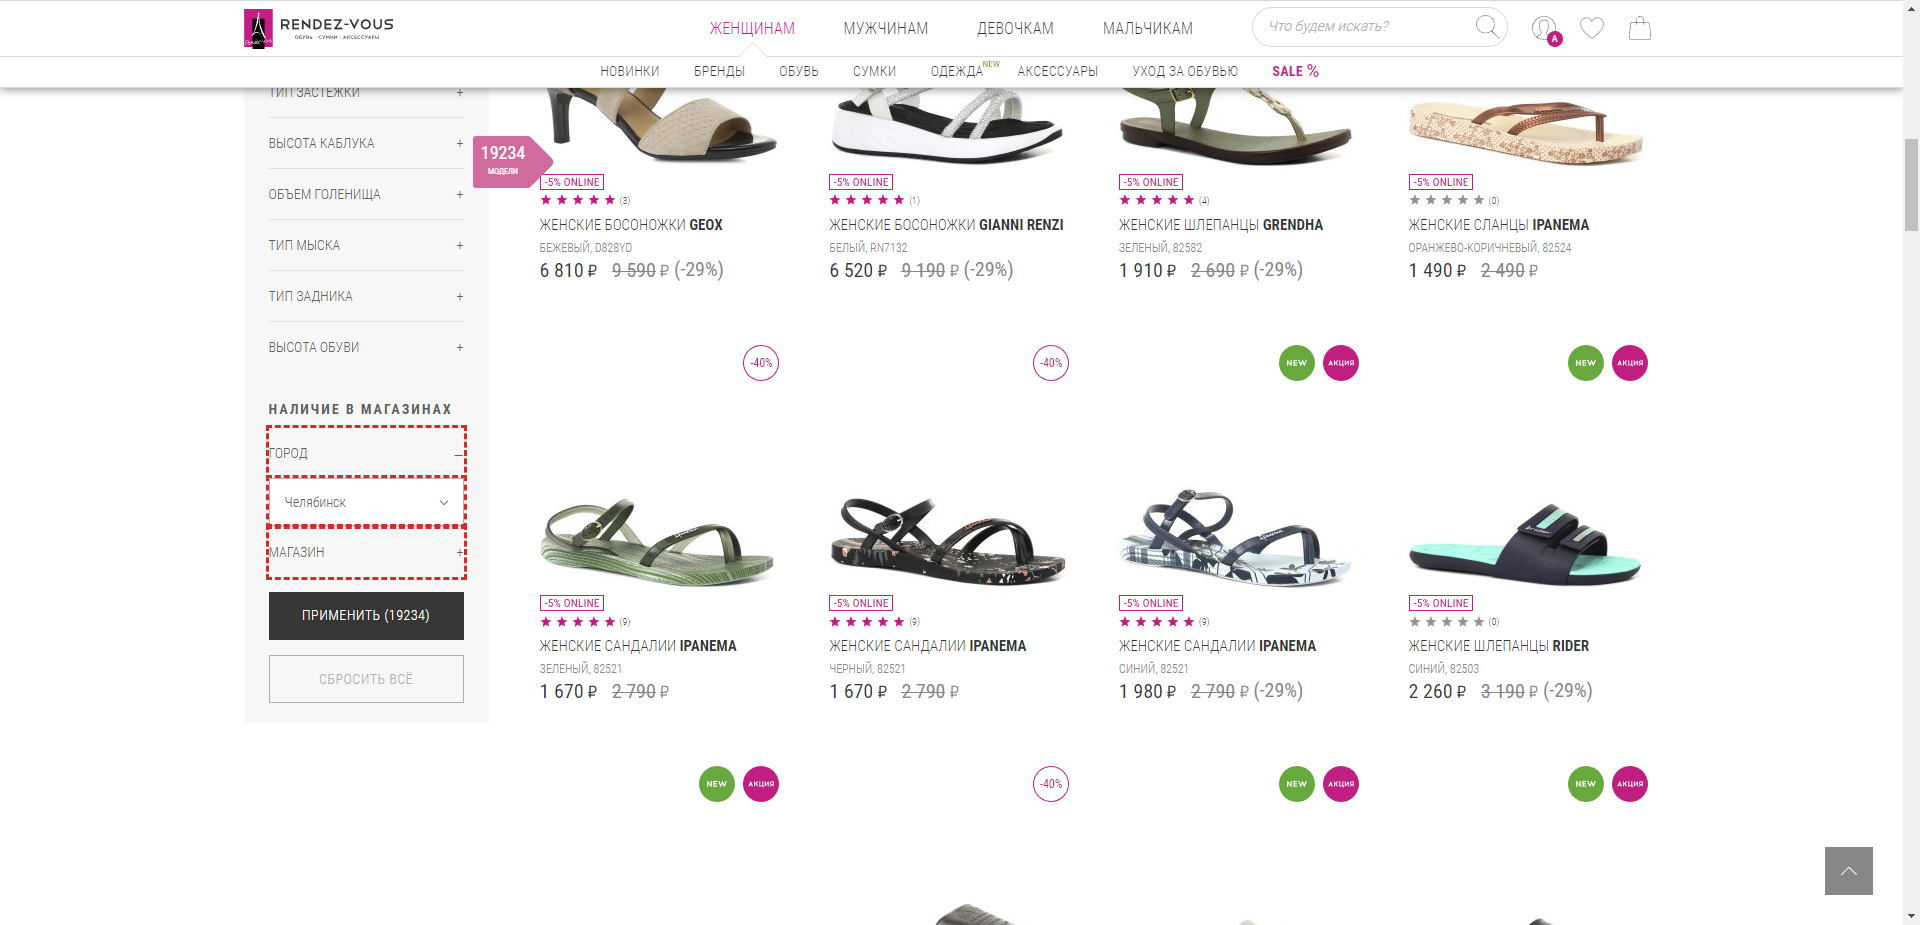 RENDEZ-VOUS
ОБУВЬ · СУМКИ · АКСЕССУАРЫ
ЖЕНЩИНАМ
МУЖЧИНАМ
ДЕВОЧКАМ
МАЛЬЧИКАМ
Что будем искать?
A
НОВИНКИ
БРЕНДЫ
ОБУВЬ
СУМКИ
ОДЕЖДА NEW
АКСЕССУАРЫ
УХОД ЗА ОБУВЬЮ
SALE %
ТИП ЗАСТЕЖКИ +
ВЫСОТА КАБЛУКА +
ОБЪЕМ ГОЛЕНИЩА +
ТИП МЫСКА +
ТИП ЗАДНИКА +
ВЫСОТА ОБУВИ +
19234
МОДЕЛИ
НАЛИЧИЕ В МАГАЗИНАХ
ГОРОД –
Челябинск
МАГАЗИН +
ПРИМЕНИТЬ (19234)
СБРОСИТЬ ВСЁ
-5% ONLINE
(3)
ЖЕНСКИЕ БОСОНОЖКИ GEOX
БЕЖЕВЫЙ, D828YD
6 810 ₽ 9 590 ₽ (-29%)
-5% ONLINE
(1)
ЖЕНСКИЕ БОСОНОЖКИ GIANNI RENZI
БЕЛЫЙ, RN7132
6 520 ₽ 9 190 ₽ (-29%)
-5% ONLINE
(4)
ЖЕНСКИЕ ШЛЕПАНЦЫ GRENDHA
ЗЕЛЕНЫЙ, 82582
1 910 ₽ 2 690 ₽ (-29%)
-5% ONLINE
(0)
ЖЕНСКИЕ СЛАНЦЫ IPANEMA
ОРАНЖЕВО-КОРИЧНЕВЫЙ, 82524
1 490 ₽ 2 490 ₽
-40%
-5% ONLINE
(9)
ЖЕНСКИЕ САНДАЛИИ IPANEMA
ЗЕЛЕНЫЙ, 82521
1 670 ₽ 2 790 ₽
-40%
-5% ONLINE
(9)
ЖЕНСКИЕ САНДАЛИИ IPANEMA
ЧЕРНЫЙ, 82521
1 670 ₽ 2 790 ₽
NEW АКЦИЯ
-5% ONLINE
(9)
ЖЕНСКИЕ САНДАЛИИ IPANEMA
СИНИЙ, 82521
1 980 ₽ 2 790 ₽ (-29%)
NEW АКЦИЯ
-5% ONLINE
(0)
ЖЕНСКИЕ ШЛЕПАНЦЫ RIDER
СИНИЙ, 82503
2 260 ₽ 3 190 ₽ (-29%)
NEW АКЦИЯ
-40%
NEW АКЦИЯ
NEW АКЦИЯ